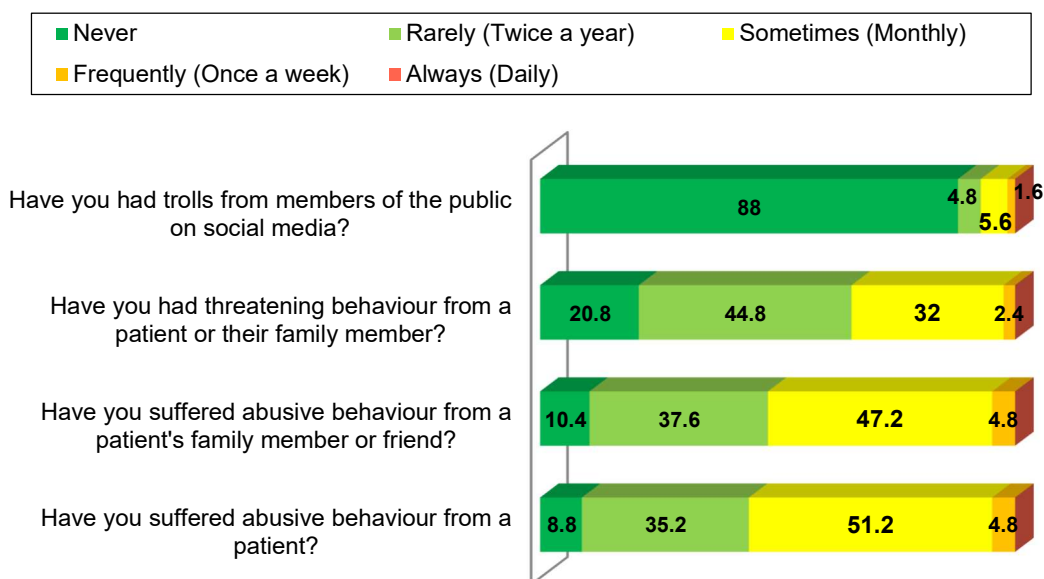 Never Rarely (Twice a year) Sometimes (Monthly)
Frequently (Once a week) Always (Daily)
Have you had trolls from members of the public
on social media?
88 4.8 5.6 1.6
Have you had threatening behaviour from a
patient or their family member?
20.8 44.8 32 2.4
Have you suffered abusive behaviour from a
patient's family member or friend?
10.4 37.6 47.2 4.8
Have you suffered abusive behaviour from a
patient?
8.8 35.2 51.2 4.8